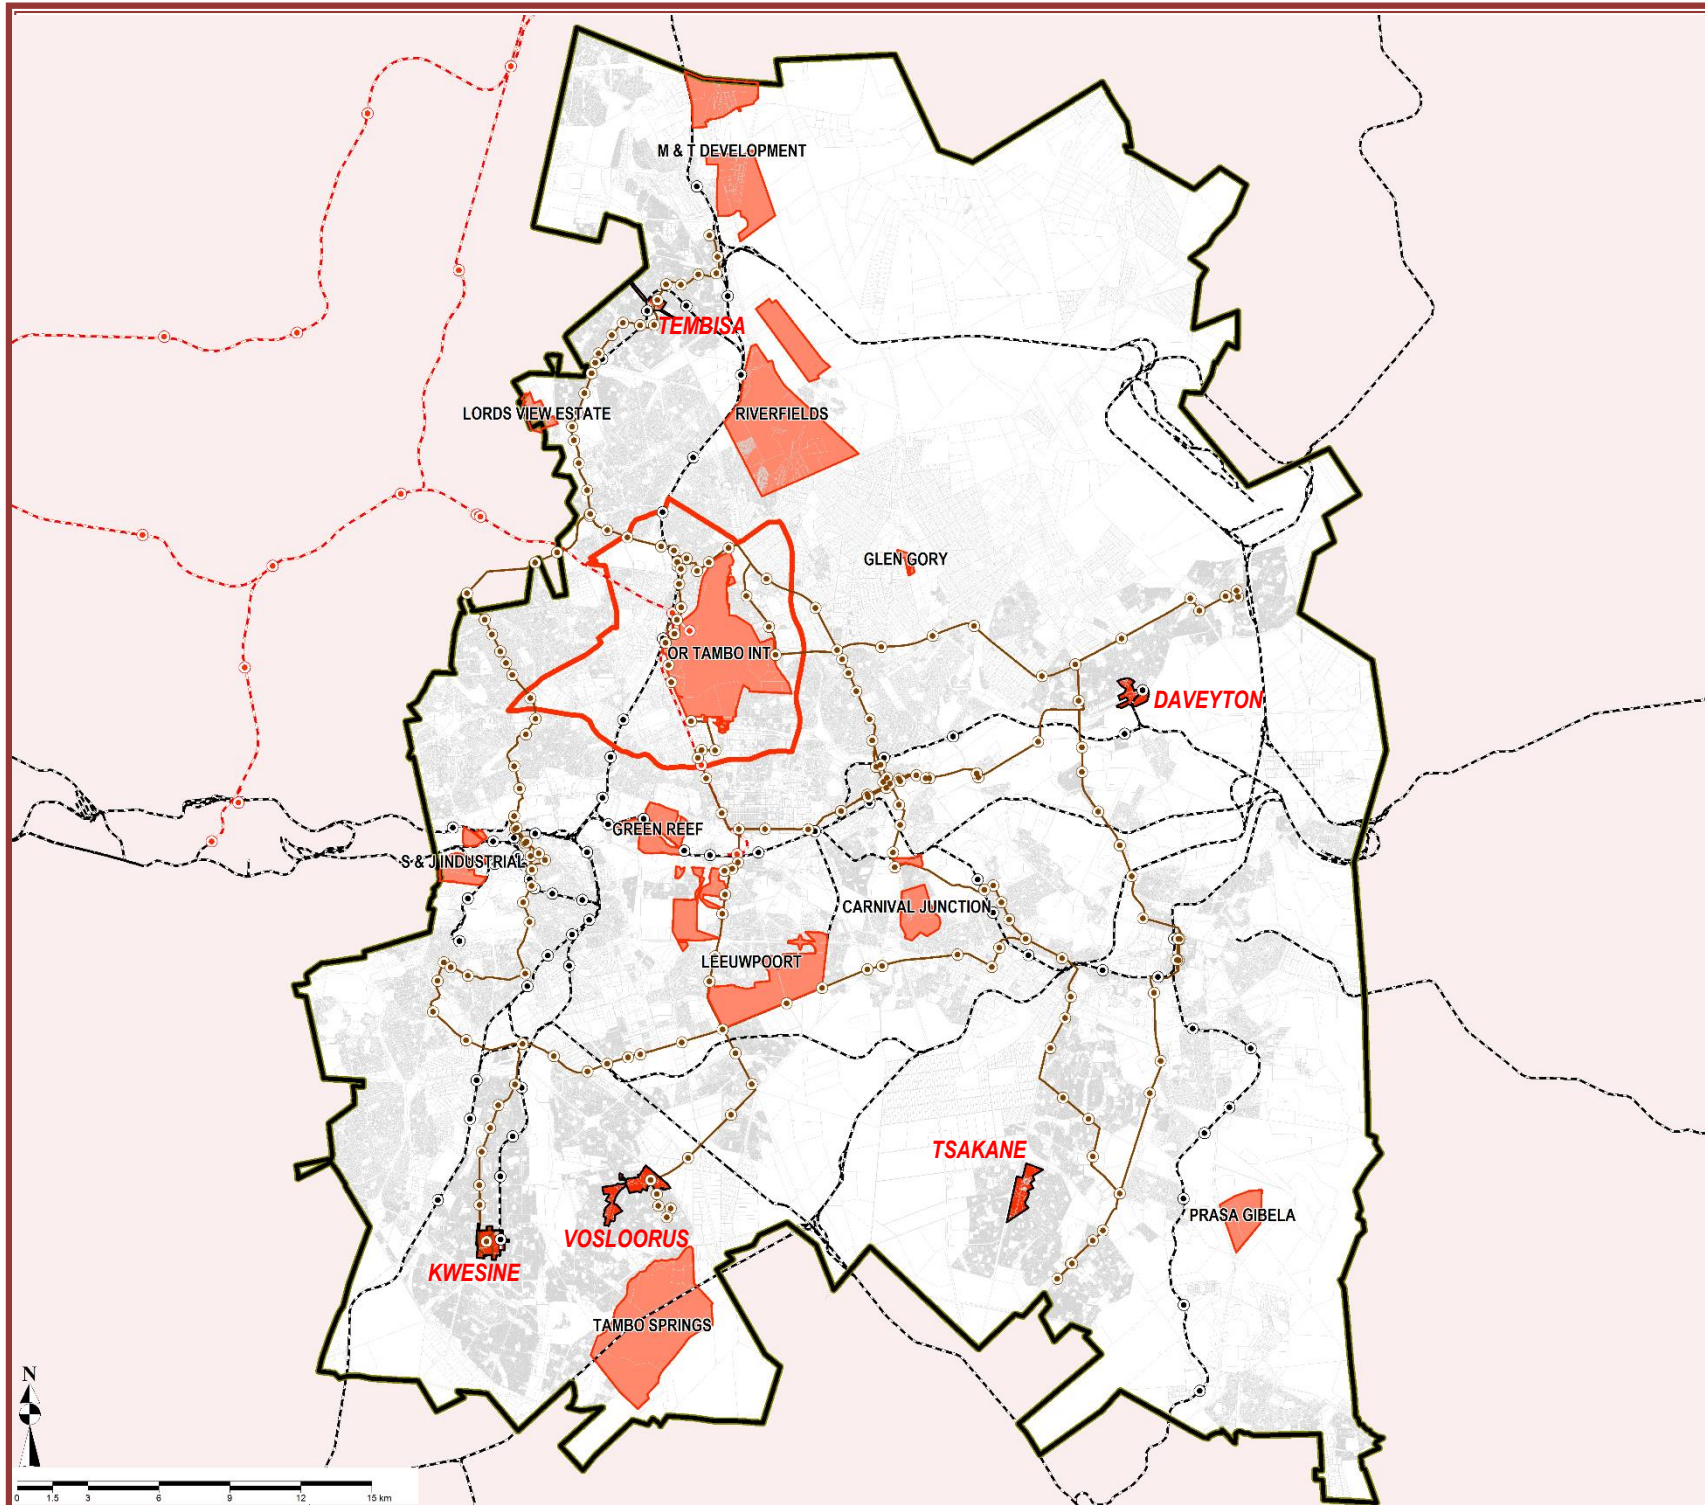 M & T DEVELOPMENT
TEMBISA
LORDS VIEW ESTATE
RIVERFIELDS
GLEN GORY
OR TAMBO INT
DAVEYTON
GREEN REEF
S & J INDUSTRIAL
CARNIVAL JUNCTION
LEEUWPOORT
TSAKANE
PRASA GIBELA
VOSLOORUS
KWESINE
TAMBO SPRINGS
N
0 1.5 3 6 9 12 15 km